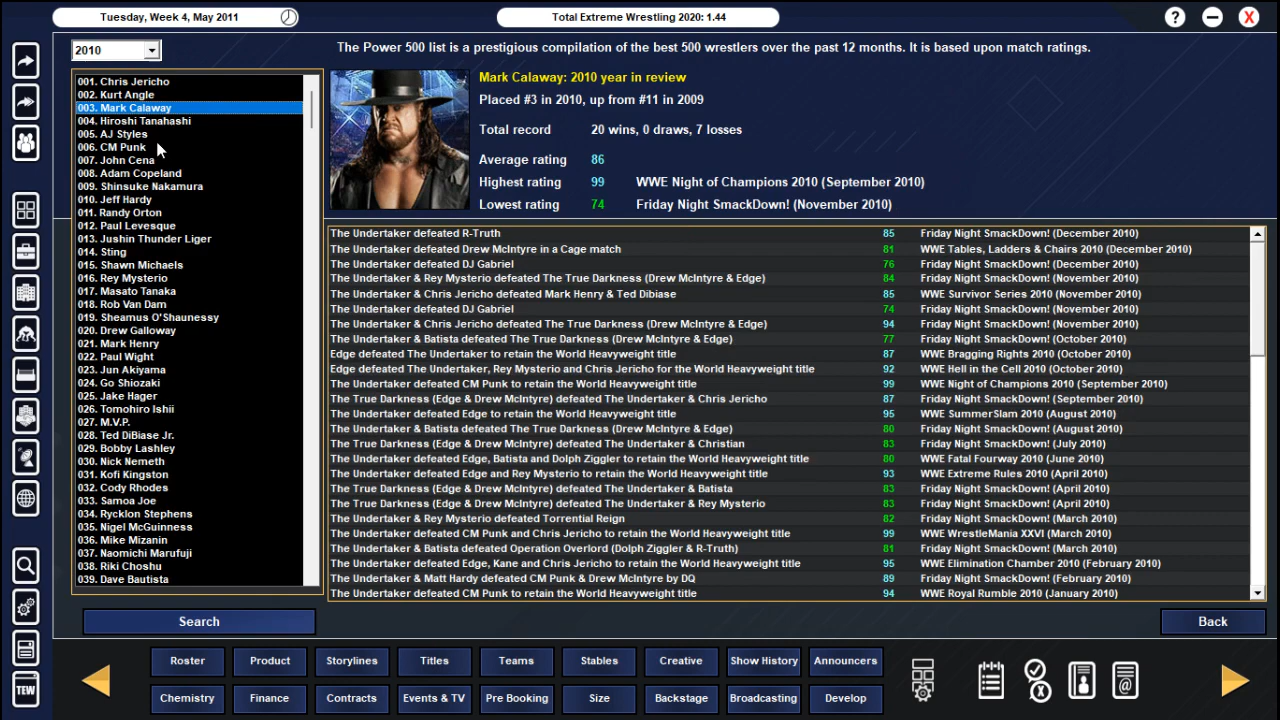 Tuesday, Week 4, May 2011
Total Extreme Wrestling 2020: 1.44
? X
2010
The Power 500 list is a prestigious compilation of the best 500 wrestlers over the past 12 months. It is based upon match ratings.
001. Chris Jericho
002. Kurt Angle
003. Mark Calaway
004. Hiroshi Tanahashi
005. AJ Styles
006. CM Punk
007. John Cena
008. Adam Copeland
009. Shinsuke Nakamura
010. Jeff Hardy
011. Randy Orton
012. Paul Levesque
013. Jushin Thunder Liger
014. Sting
015. Shawn Michaels
016. Rey Mysterio
017. Masato Tanaka
018. Rob Van Dam
019. Sheamus O'Shaunessy
020. Drew Galloway
021. Mark Henry
022. Paul Wight
023. Jun Akiyama
024. Go Shiozaki
025. Jake Hager
026. Tomohiro Ishii
027. M.V.P.
028. Ted DiBiase Jr.
029. Bobby Lashley
030. Nick Nemeth
031. Kofi Kingston
032. Cody Rhodes
033. Samoa Joe
034. Rycklon Stephens
035. Nigel McGuinness
036. Mike Mizanin
037. Naomichi Marufuji
038. Riki Choshu
039. Dave Bautista
Search
Mark Calaway: 2010 year in review
Placed #3 in 2010, up from #11 in 2009
Total record 20 wins, 0 draws, 7 losses
Average rating 86
Highest rating 99 WWE Night of Champions 2010 (September 2010)
Lowest rating 74 Friday Night SmackDown! (November 2010)
The Undertaker defeated R-Truth 85 Friday Night SmackDown! (December 2010)
The Undertaker defeated Drew McIntyre in a Cage match 81 WWE Tables, Ladders & Chairs 2010 (December 2010)
The Undertaker defeated DJ Gabriel 76 Friday Night SmackDown! (December 2010)
The Undertaker & Rey Mysterio defeated The True Darkness (Drew McIntyre & Edge) 84 Friday Night SmackDown! (November 2010)
The Undertaker & Chris Jericho defeated Mark Henry & Ted Dibiase 85 WWE Survivor Series 2010 (November 2010)
The Undertaker defeated DJ Gabriel 74 Friday Night SmackDown! (November 2010)
The Undertaker & Chris Jericho defeated The True Darkness (Drew McIntyre & Edge) 94 Friday Night SmackDown! (November 2010)
The Undertaker & Batista defeated The True Darkness (Drew McIntyre & Edge) 77 Friday Night SmackDown! (October 2010)
Edge defeated The Undertaker to retain the World Heavyweight title 87 WWE Bragging Rights 2010 (October 2010)
Edge defeated The Undertaker, Rey Mysterio and Chris Jericho for the World Heavyweight title 92 WWE Hell in the Cell 2010 (October 2010)
The Undertaker defeated CM Punk to retain the World Heavyweight title 99 WWE Night of Champions 2010 (September 2010)
The True Darkness (Edge & Drew McIntyre) defeated The Undertaker & Chris Jericho 87 Friday Night SmackDown! (September 2010)
The Undertaker defeated Edge to retain the World Heavyweight title 95 WWE SummerSlam 2010 (August 2010)
The Undertaker & Batista defeated The True Darkness (Edge & Drew McIntyre) 80 Friday Night SmackDown! (August 2010)
The True Darkness (Edge & Drew McIntyre) defeated The Undertaker & Christian 83 Friday Night SmackDown! (July 2010)
The Undertaker defeated Edge, Batista and Dolph Ziggler to retain the World Heavyweight title 80 WWE Fatal Fourway 2010 (June 2010)
The Undertaker defeated Edge and Rey Mysterio to retain the World Heavyweight title 93 WWE Extreme Rules 2010 (April 2010)
The True Darkness (Edge & Drew McIntyre) defeated The Undertaker & Batista 83 Friday Night SmackDown! (April 2010)
The True Darkness (Edge & Drew McIntyre) defeated The Undertaker & Rey Mysterio 83 Friday Night SmackDown! (April 2010)
The Undertaker & Rey Mysterio defeated Torrential Reign 82 Friday Night SmackDown! (March 2010)
The Undertaker defeated CM Punk and Chris Jericho to retain the World Heavyweight title 99 WWE WrestleMania XXVI (March 2010)
The Undertaker & Batista defeated Operation Overlord (Dolph Ziggler & R-Truth) 81 Friday Night SmackDown! (March 2010)
The Undertaker defeated Edge, Kane and Chris Jericho to retain the World Heavyweight title 95 WWE Elimination Chamber 2010 (February 2010)
The Undertaker & Matt Hardy defeated CM Punk & Drew McIntyre by DQ 89 Friday Night SmackDown! (February 2010)
The Undertaker defeated CM Punk to retain the World Heavyweight title 94 WWE Royal Rumble 2010 (January 2010)
Back
TEW
Roster Product Storylines Titles Teams Stables Creative Show History Announcers
Chemistry Finance Contracts Events & TV Pre Booking Size Backstage Broadcasting Develop
@